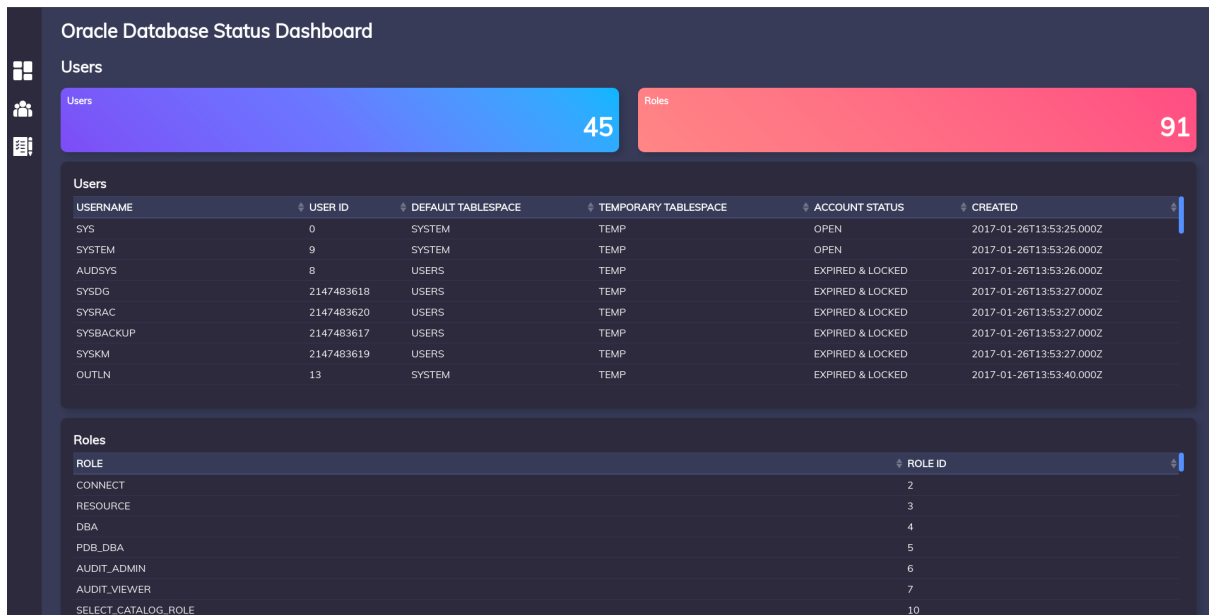 Oracle Database Status Dashboard
Users
Users
45
Roles
91
Users
USERNAME USER ID DEFAULT TABLESPACE TEMPORARY TABLESPACE ACCOUNT STATUS CREATED
SYS 0 SYSTEM TEMP OPEN 2017-01-26T13:53:25.000Z
SYSTEM 9 SYSTEM TEMP OPEN 2017-01-26T13:53:26.000Z
AUDSYS 8 USERS TEMP EXPIRED & LOCKED 2017-01-26T13:53:26.000Z
SYSDG 2147483618 USERS TEMP EXPIRED & LOCKED 2017-01-26T13:53:27.000Z
SYSRAC 2147483620 USERS TEMP EXPIRED & LOCKED 2017-01-26T13:53:27.000Z
SYSBACKUP 2147483617 USERS TEMP EXPIRED & LOCKED 2017-01-26T13:53:27.000Z
SYSKM 2147483619 USERS TEMP EXPIRED & LOCKED 2017-01-26T13:53:27.000Z
OUTLN 13 SYSTEM TEMP EXPIRED & LOCKED 2017-01-26T13:53:40.000Z
Roles
ROLE ROLE ID
CONNECT 2
RESOURCE 3
DBA 4
PDB_DBA 5
AUDIT_ADMIN 6
AUDIT_VIEWER 7
SELECT_CATALOG_ROLE 10